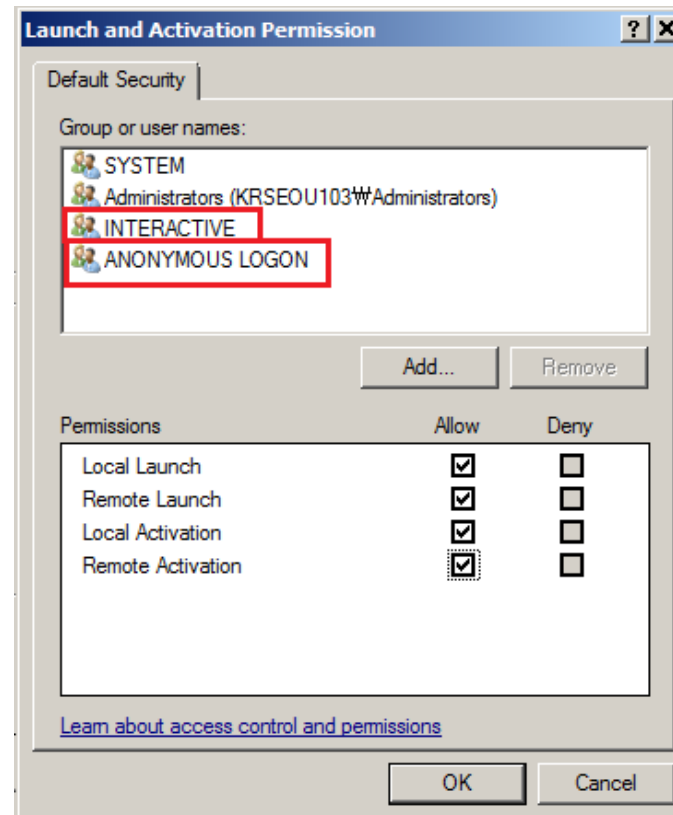 Launch and Activation Permission ? X
Default Security
Group or user names:
SYSTEM
Administrators (KRSEOU103₩Administrators)
INTERACTIVE
ANONYMOUS LOGON
Add... Remove
Permissions Allow Deny
Local Launch
Remote Launch
Local Activation
Remote Activation
Learn about access control and permissions
OK Cancel